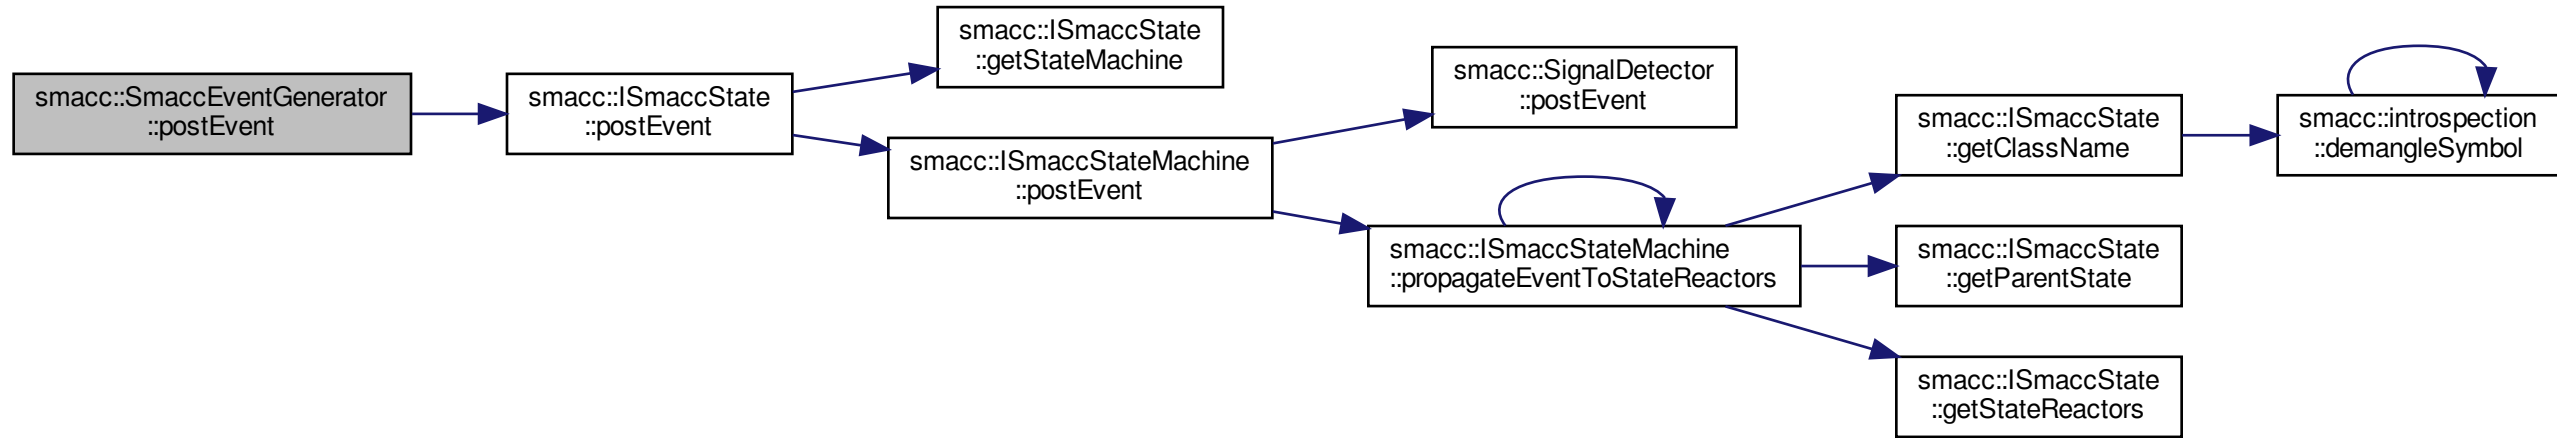 smacc::SmaccEventGenerator
::postEvent
smacc::ISmaccState
::postEvent
smacc::ISmaccState
::getStateMachine
smacc::ISmaccStateMachine
::postEvent
smacc::SignalDetector
::postEvent
smacc::ISmaccStateMachine
::propagateEventToStateReactors
smacc::ISmaccState
::getClassName
smacc::introspection
::demangleSymbol
smacc::ISmaccState
::getParentState
smacc::ISmaccState
::getStateReactors